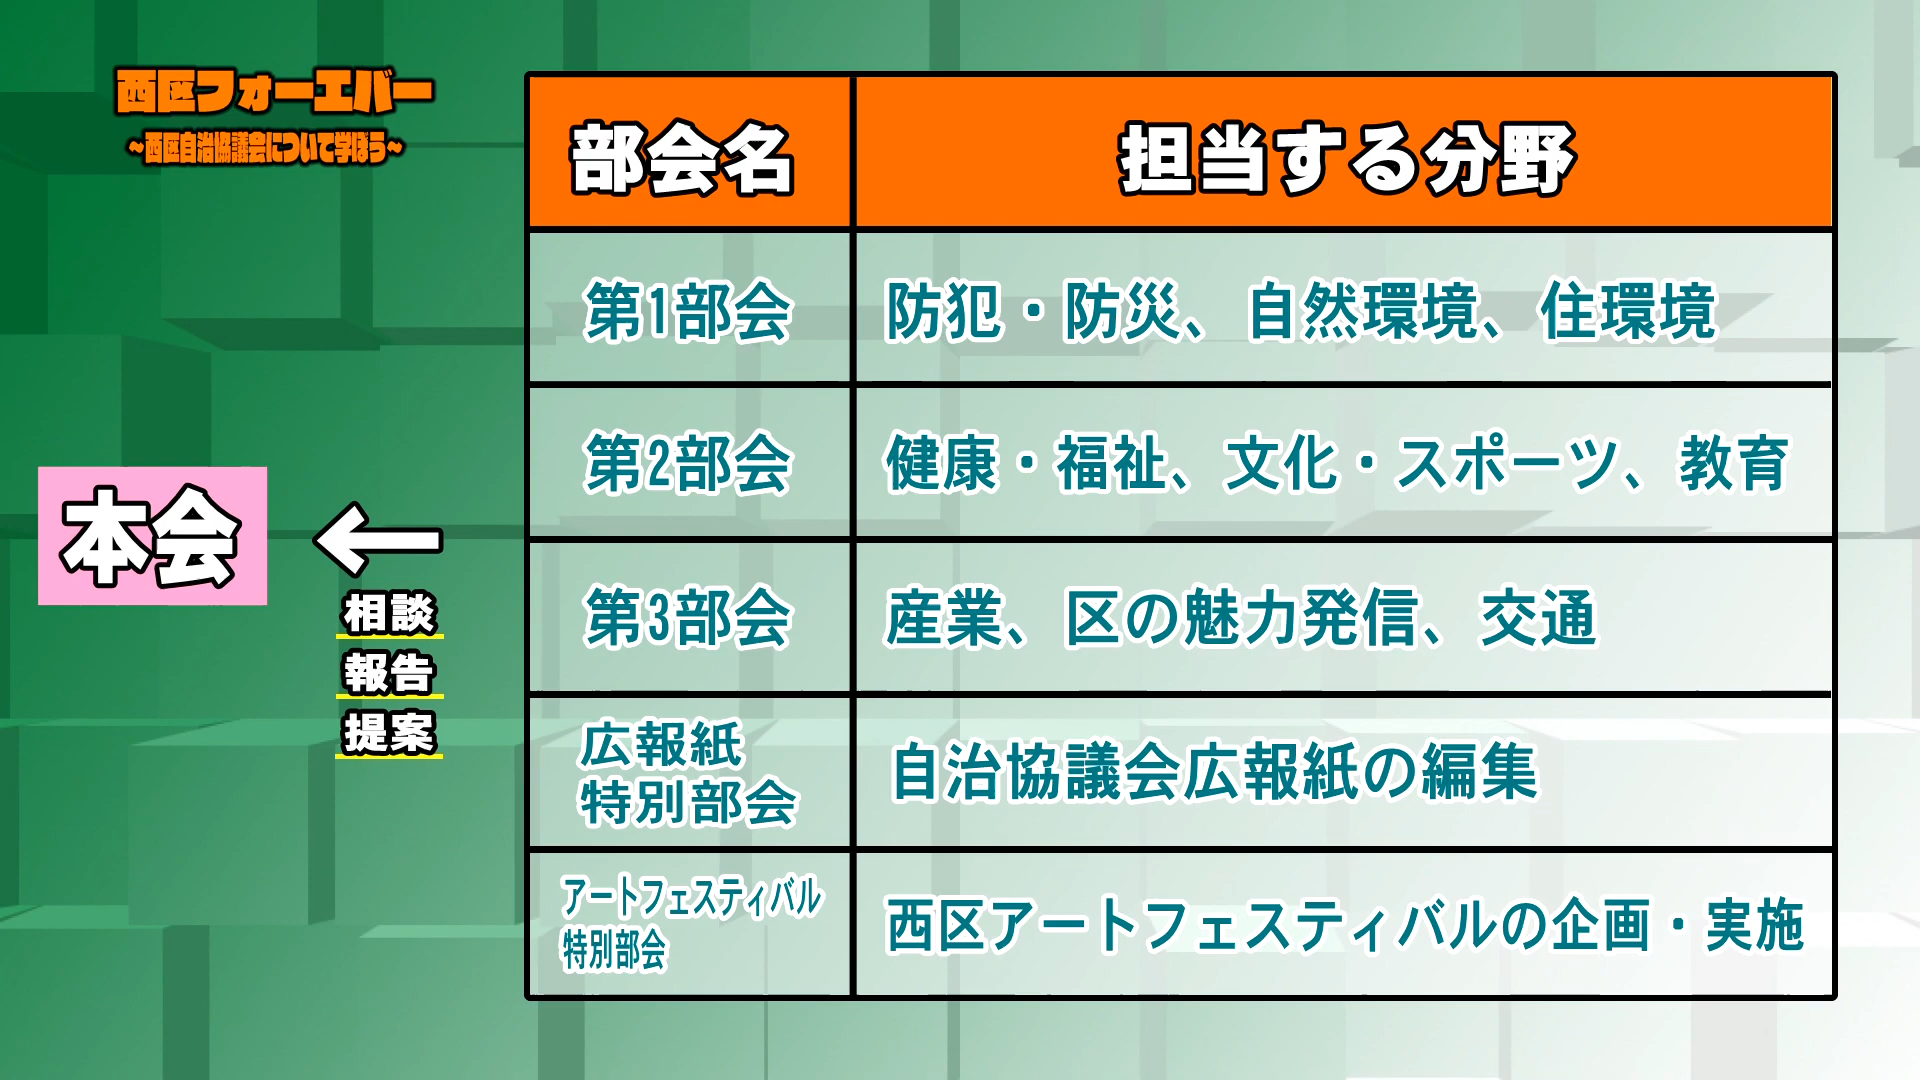 西区フォーエバー
~西区自治協議会について学ぼう~
本会
←
相談
報告
提案
部会名 担当する分野
第1部会 防犯・防災、自然環境、住環境
第2部会 健康・福祉、文化・スポーツ、教育
第3部会 産業、区の魅力発信、交通
広報紙
特別部会
自治協議会広報紙の編集
アートフェスティバル
特別部会
西区アートフェスティバルの企画・実施